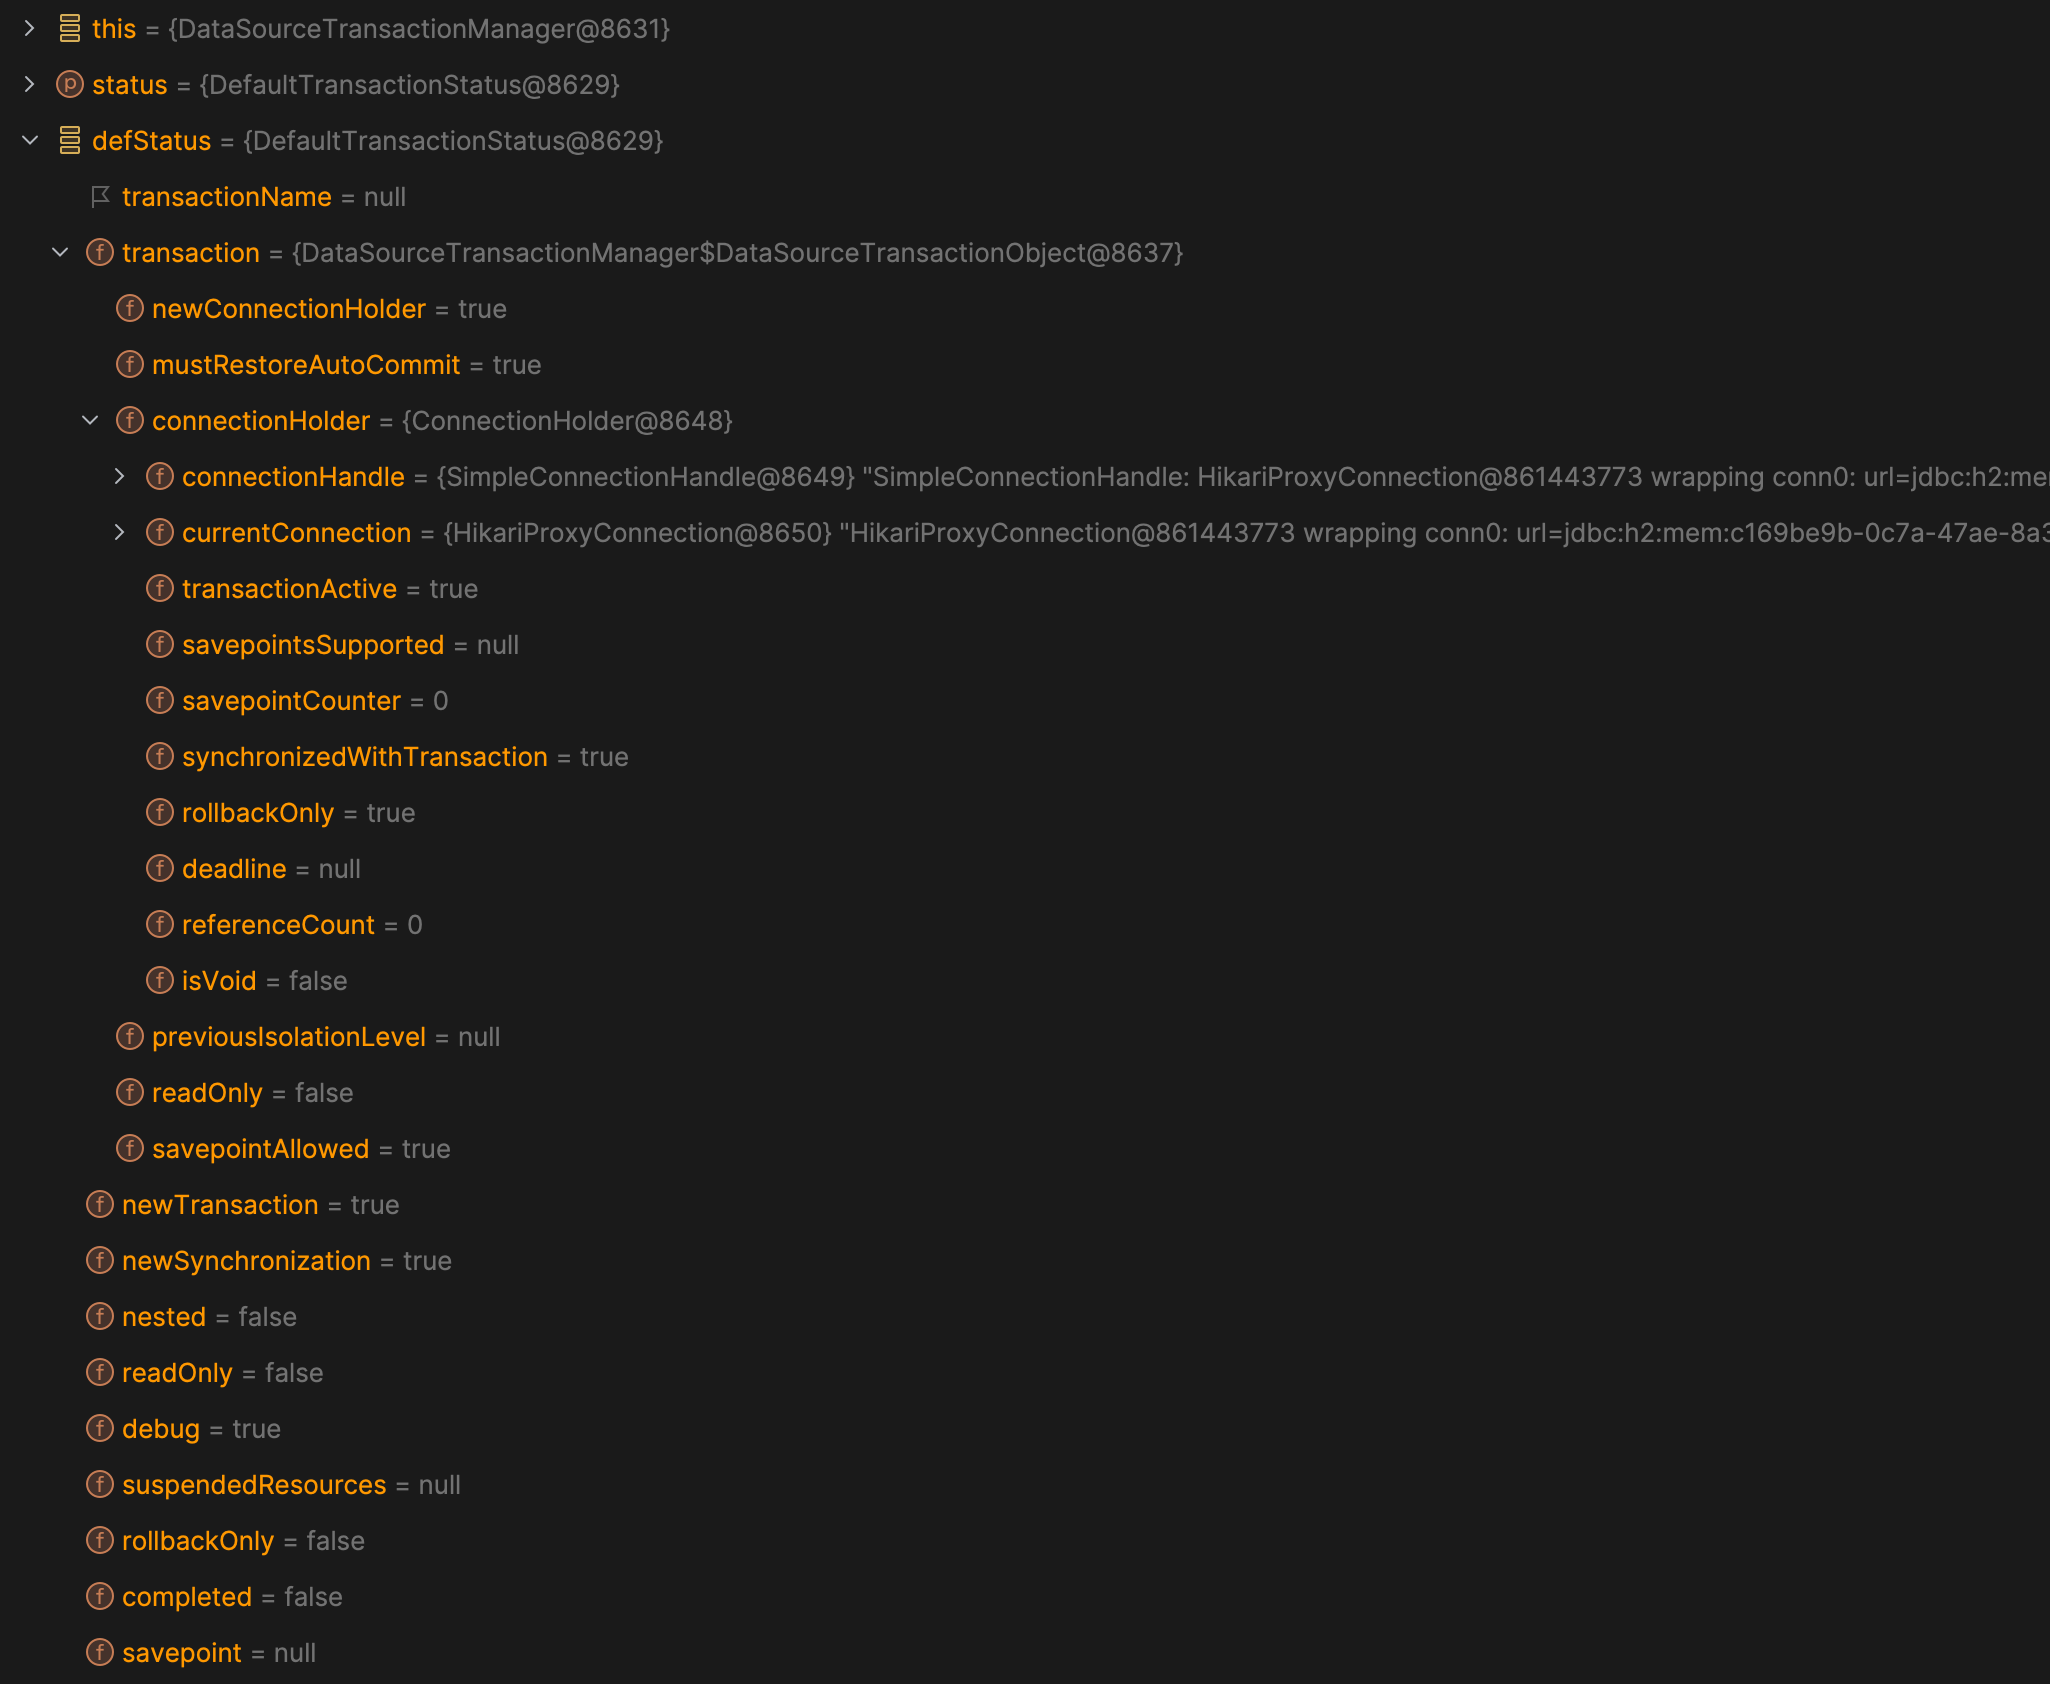 this = {DataSourceTransactionManager@8631}
p status = {DefaultTransactionStatus@8629}
defStatus = {DefaultTransactionStatus@8629}
transactionName = null
f transaction = {DataSourceTransactionManager$DataSourceTransactionObject@8637}
f newConnectionHolder = true
f mustRestoreAutoCommit = true
f connectionHolder = {ConnectionHolder@8648}
f connectionHandle = {SimpleConnectionHandle@8649} "SimpleConnectionHandle: HikariProxyConnection@861443773 wrapping conn0: url=jdbc:h2:me
f currentConnection = {HikariProxyConnection@8650} "HikariProxyConnection@861443773 wrapping conn0: url=jdbc:h2:mem:c169be9b-0c7a-47ae-8a3
f transactionActive = true
f savepointsSupported = null
f savepointCounter = 0
f synchronizedWithTransaction = true
f rollbackOnly = true
f deadline = null
f referenceCount = 0
f isVoid = false
f previousIsolationLevel = null
f readOnly = false
f savepointAllowed = true
f newTransaction = true
f newSynchronization = true
f nested = false
f readOnly = false
f debug = true
f suspendedResources = null
f rollbackOnly = false
f completed = false
f savepoint = null